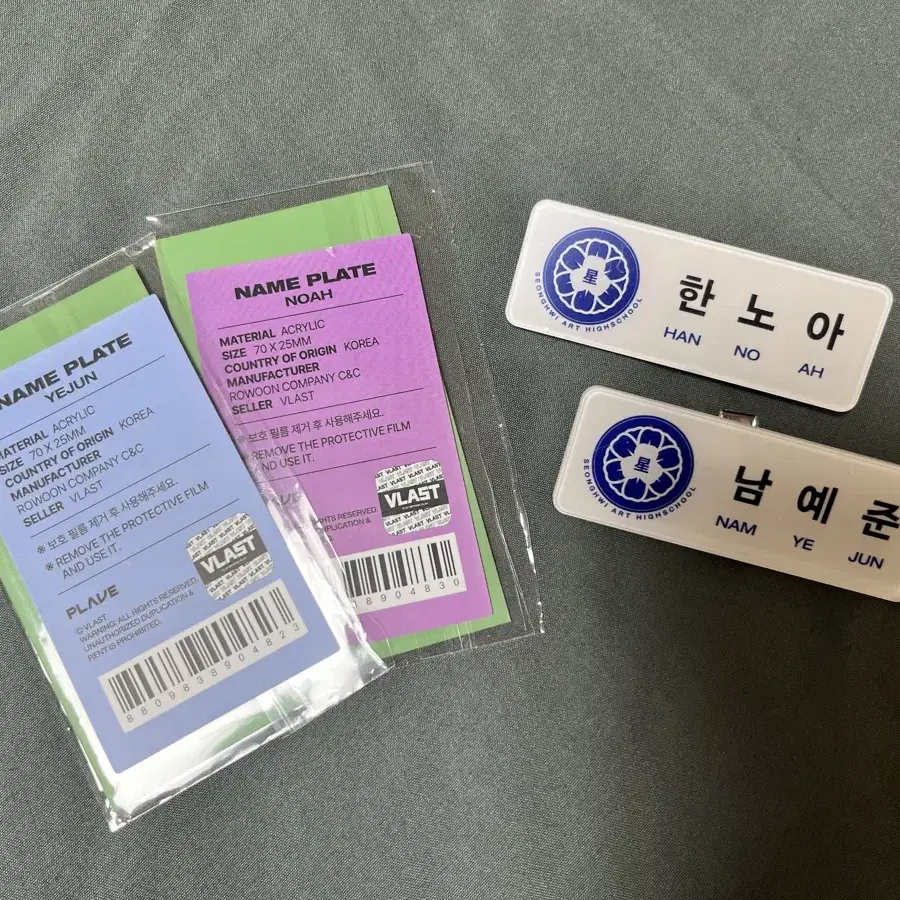 NAME PLATE
YEJUN
MATERIAL ACRYLIC
SIZE 70 X 25MM
COUNTRY OF ORIGIN KOREA
MANUFACTURER
ROWOON COMPANY C&C
SELLER VLAST
※ 보호 필름 제거 후 사용해주세요.
※ REMOVE THE PROTECTIVE FILM
AND USE IT.
VLAST
PLAVE
© VLAST
WARNING: ALL RIGHTS RESERVED.
UNAUTHORIZED DUPLICATION &
RENT IS PROHIBITED.
8809838904823
NAME PLATE
NOAH
MATERIAL ACRYLIC
SIZE 70 X 25MM
COUNTRY OF ORIGIN KOREA
MANUFACTURER
ROWOON COMPANY C&C
SELLER VLAST
※ 보호 필름 제거 후 사용해주세요.
REMOVE THE PROTECTIVE FILM
AND USE IT.
VLAST
PLAVE
RIGHTS RESERVED.
DUPLICATION &
18904830
星
SEONGHWI ART HIGHSCHOOL
한 노 아
HAN NO AH
星
SEONGHWI ART HIGHSCHOOL
남 예 준
NAM YE JUN